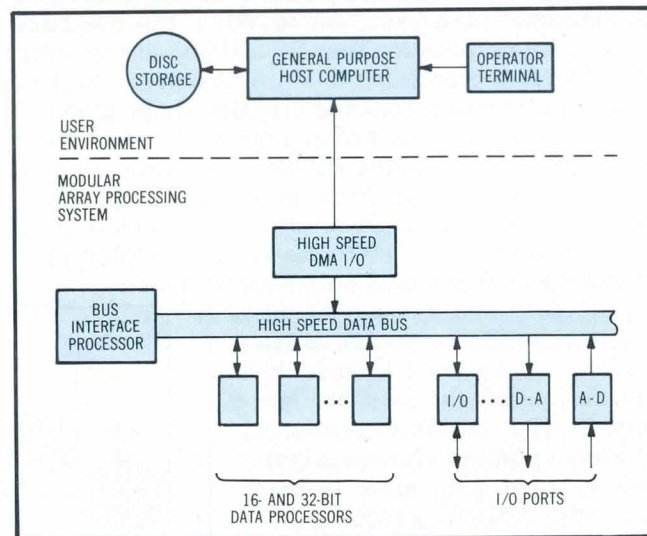 DISC
STORAGE
GENERAL PURPOSE
HOST COMPUTER
OPERATOR
TERMINAL
USER
ENVIRONMENT
MODULAR
ARRAY PROCESSING
SYSTEM
HIGH SPEED
DMA I/O
BUS
INTERFACE
PROCESSOR
HIGH SPEED DATA BUS
I/O
D-A
A-D
16- AND 32-BIT
DATA PROCESSORS
I/O PORTS